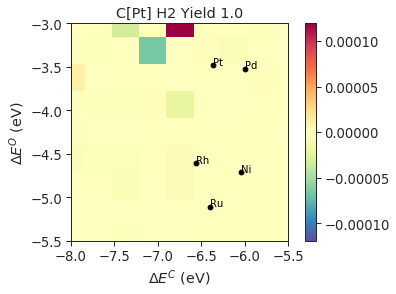 C[Pt] H2 Yield 1.0
−3.0
−3.5
−4.0
−4.5
−5.0
−5.5
ΔE^O (eV)
Pt
Pd
Rh
Ni
Ru
−8.0 −7.5 −7.0 −6.5 −6.0 −5.5
ΔE^C (eV)
0.00010
0.00005
0.00000
−0.00005
−0.00010